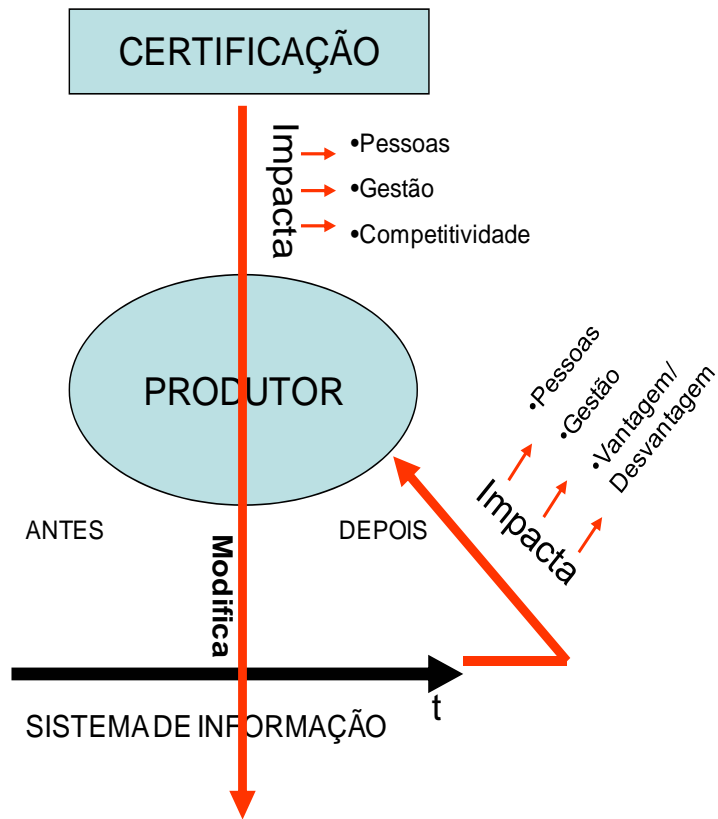 CERTIFICAÇÃO
Impacta
•Pessoas
•Gestão
•Competitividade
PRODUTOR
•Pessoas
•Gestão
•Vantagem/
Desvantagem
Impacta
ANTES
DEPOIS
Modifica
t
SISTEMA DE INFORMAÇÃO